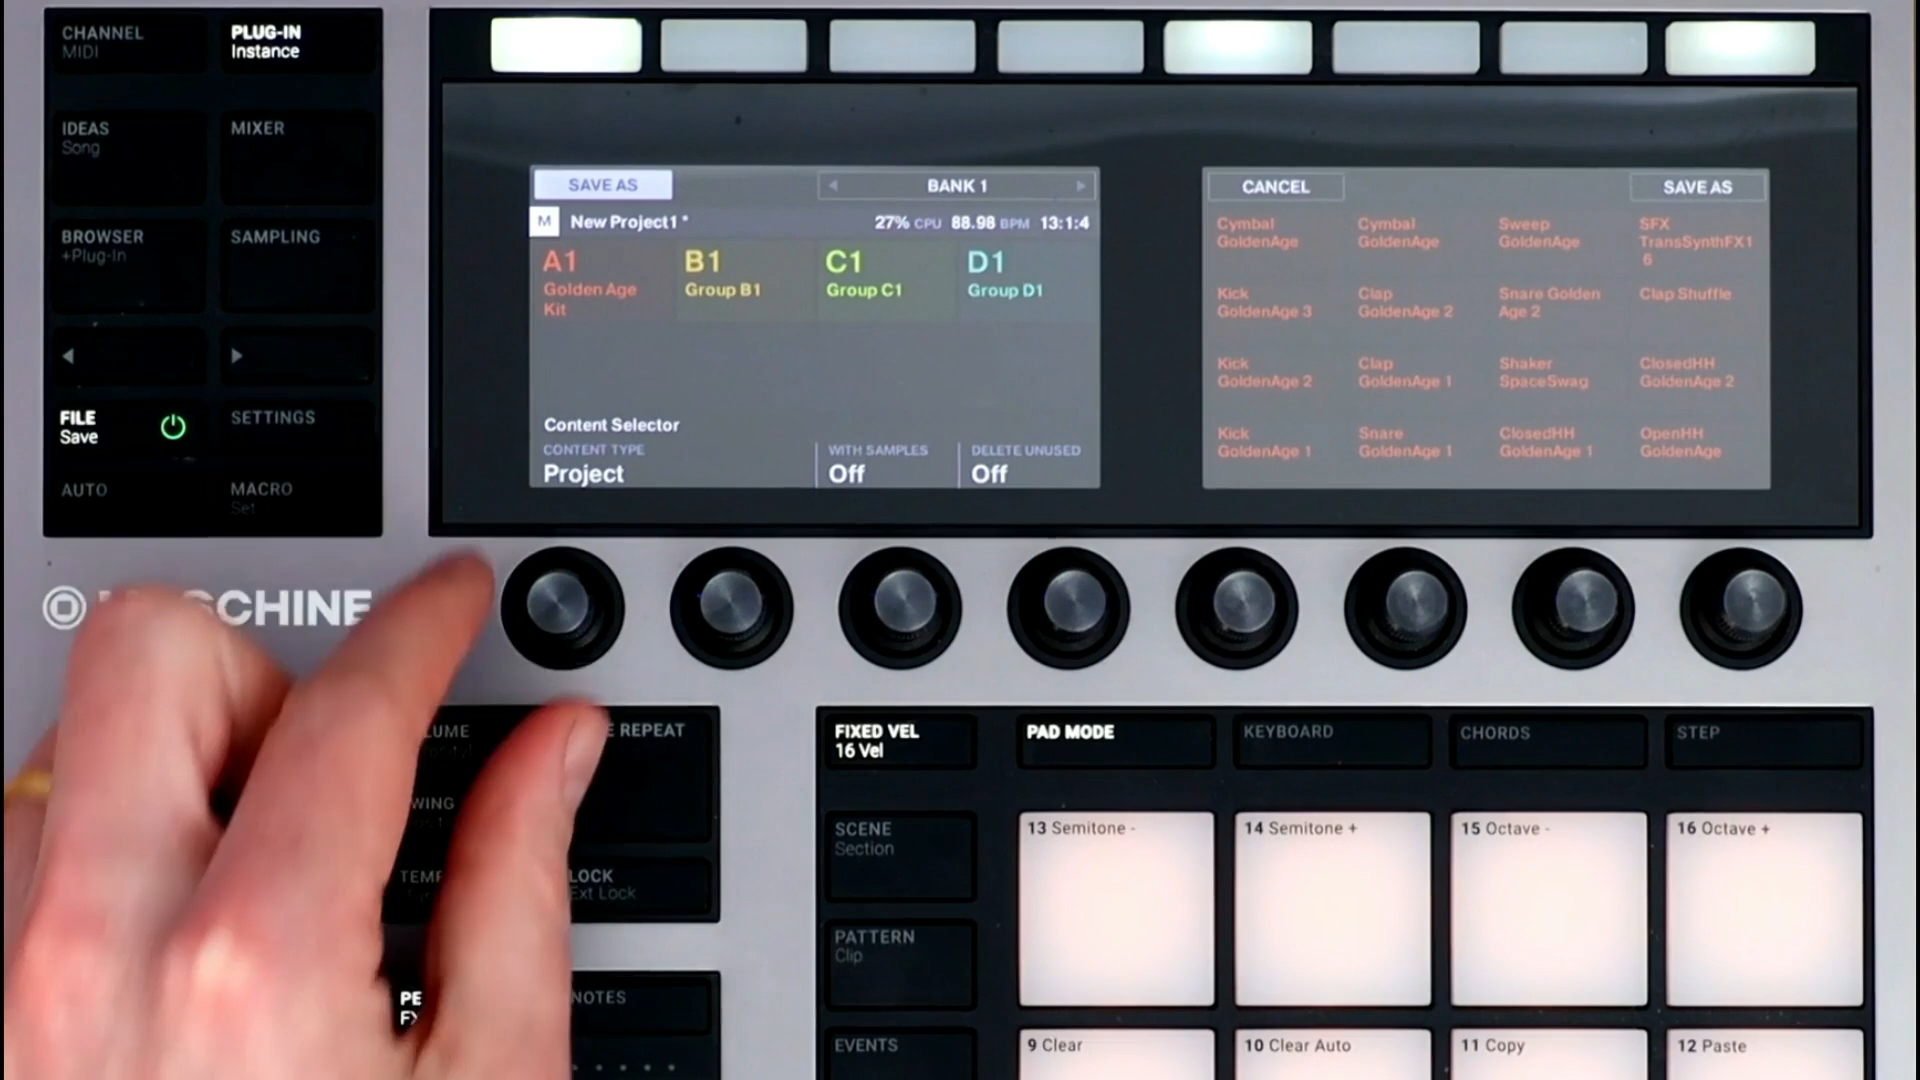 CHANNEL
MIDI
PLUG-IN
Instance
IDEAS
Song
MIXER
BROWSER
+Plug-In
SAMPLING
FILE
Save
SETTINGS
AUTO
MACRO
Set
SAVE AS
BANK 1
M New Project1* 27% CPU 88.98 BPM 13:1:4
A1
Golden Age
Kit
B1
Group B1
C1
Group C1
D1
Group D1
Content Selector
CONTENT TYPE
Project
WITH SAMPLES
Off
DELETE UNUSED
Off
CANCEL
SAVE AS
Cymbal
GoldenAge
Cymbal
GoldenAge
Sweep
GoldenAge
SFX
TransSynthFX1
6
Kick
GoldenAge 3
Clap
GoldenAge 2
Snare Golden
Age 2
Clap Shuffle
Kick
GoldenAge 2
Clap
GoldenAge 1
Shaker
SpaceSwag
ClosedHH
GoldenAge 2
Kick
GoldenAge 1
Snare
GoldenAge 1
ClosedHH
GoldenAge 1
OpenHH
GoldenAge
SCHINE
LUME
E REPEAT
WING
TEMP
LOCK
Ext Lock
PE
FX
NOTES
FIXED VEL
16 Vel
PAD MODE
KEYBOARD
CHORDS
STEP
SCENE
Section
PATTERN
Clip
EVENTS
13 Semitone -
14 Semitone +
15 Octave -
16 Octave +
9 Clear
10 Clear Auto
11 Copy
12 Paste